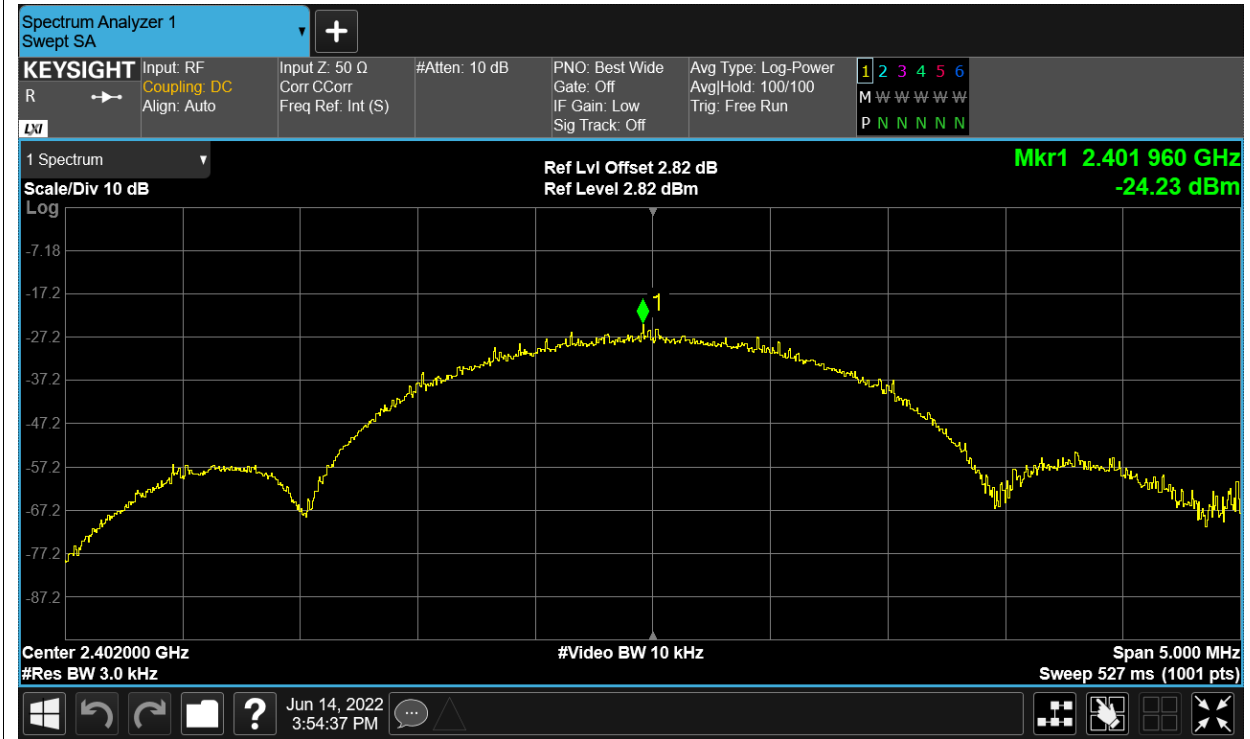 Spectrum Analyzer 1
Swept SA
KEYSIGHT
R
LXI
Input: RF
Coupling: DC
Align: Auto
Input Z: 50 Ω
Corr CCorr
Freq Ref: Int (S)
#Atten: 10 dB
PNO: Best Wide
Gate: Off
IF Gain: Low
Sig Track: Off
Avg Type: Log-Power
Avg|Hold: 100/100
Trig: Free Run
1 2 3 4 5 6
M W W W W W W
P N N N N N N
1 Spectrum
Scale/Div 10 dB
Log
Ref Lvl Offset 2.82 dB
Ref Level 2.82 dBm
Mkr1 2.401 960 GHz
-24.23 dBm
-7.18
-17.2
1
-27.2
-37.2
-47.2
-57.2
-67.2
-77.2
-87.2
Center 2.402000 GHz
#Res BW 3.0 kHz
#Video BW 10 kHz
Span 5.000 MHz
Sweep 527 ms (1001 pts)
?
Jun 14, 2022
3:54:37 PM